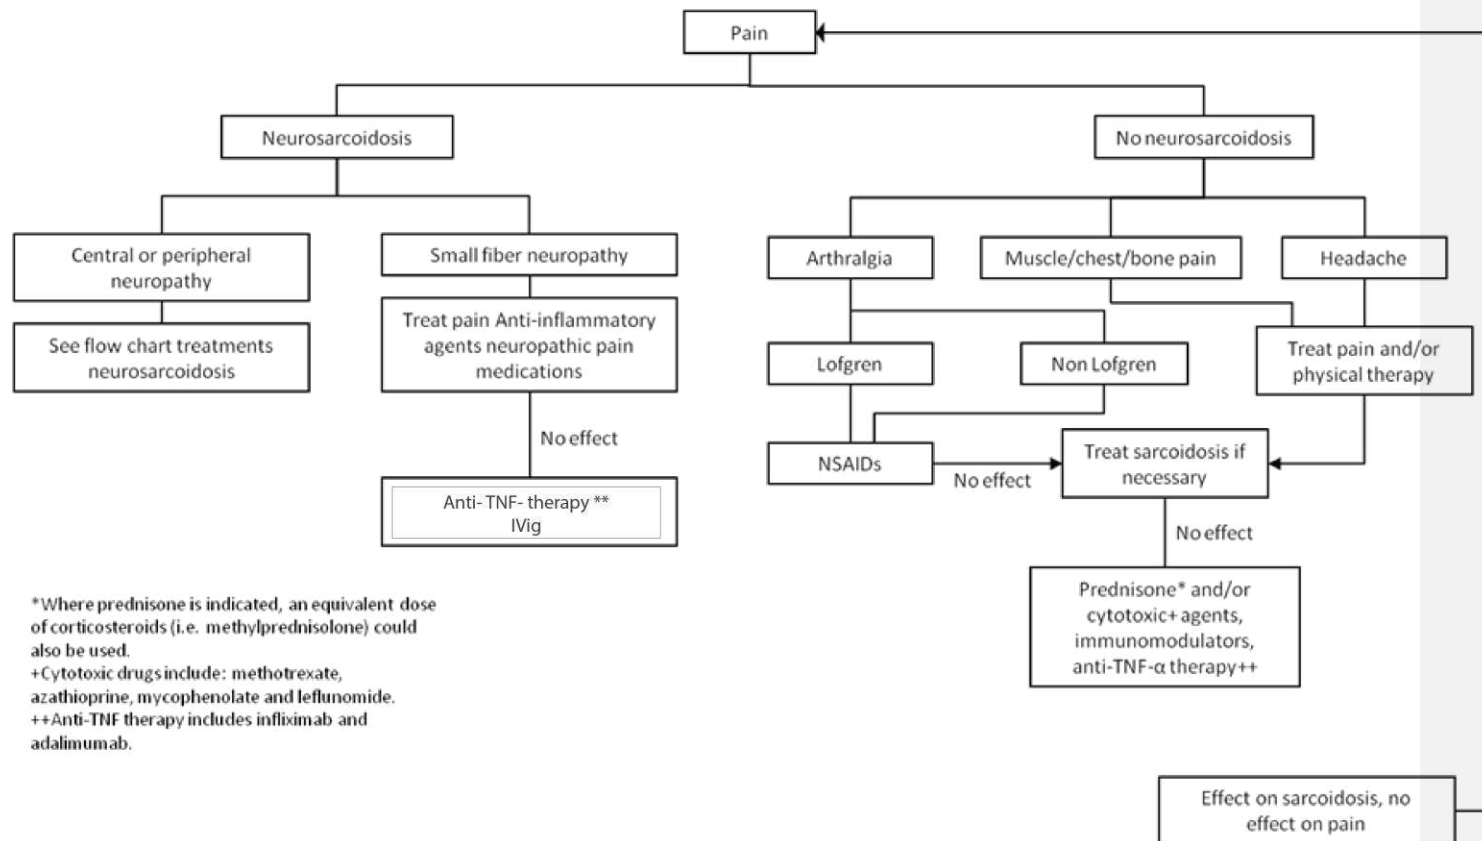 Pain
Neurosarcoidosis
No neurosarcoidosis
Central or peripheral
neuropathy
Small fiber neuropathy
Arthralgia
Muscle/chest/bone pain
Headache
See flow chart treatments
neurosarcoidosis
Treat pain Anti-inflammatory
agents neuropathic pain
medications
Lofgren
Non Lofgren
Treat pain and/or
physical therapy
No effect
NSAIDs
No effect
Treat sarcoidosis if
necessary
Anti-TNF- therapy **
IVig
No effect
Prednisone* and/or
cytotoxic+ agents,
immunomodulators,
anti-TNF-α therapy++
*Where prednisone is indicated, an equivalent dose
of corticosteroids (i.e. methylprednisolone) could
also be used.
+Cytotoxic drugs include: methotrexate,
azathioprine, mycophenolate and leflunomide.
++Anti-TNF therapy includes infliximab and
adalimumab.
Effect on sarcoidosis, no
effect on pain